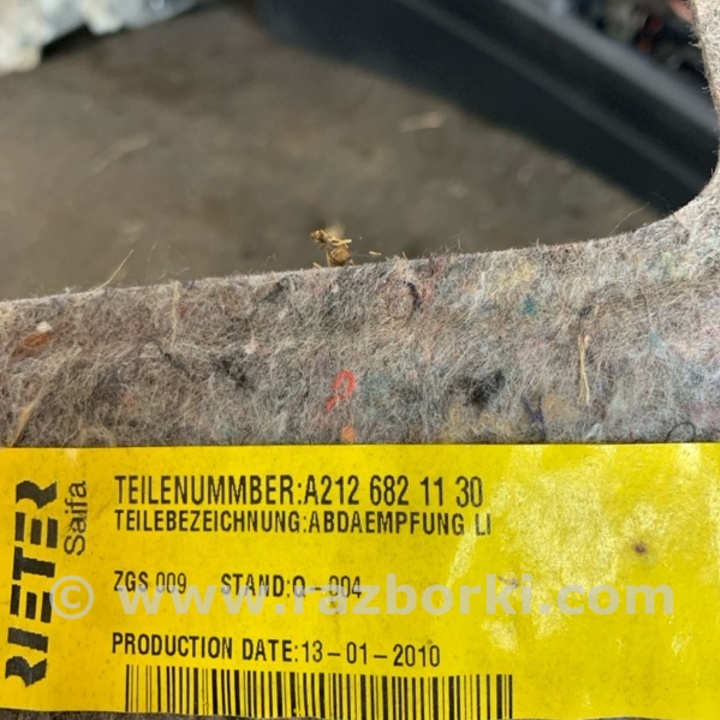 RIETER
Saifa
TEILENUMMBER:A212 682 11 30
TEILEBEZEICHNUNG:ABDAEMPFUNG LI
ZGS 009 STAND:Q-004
© www.razborki.com
PRODUCTION DATE:13-01-2010